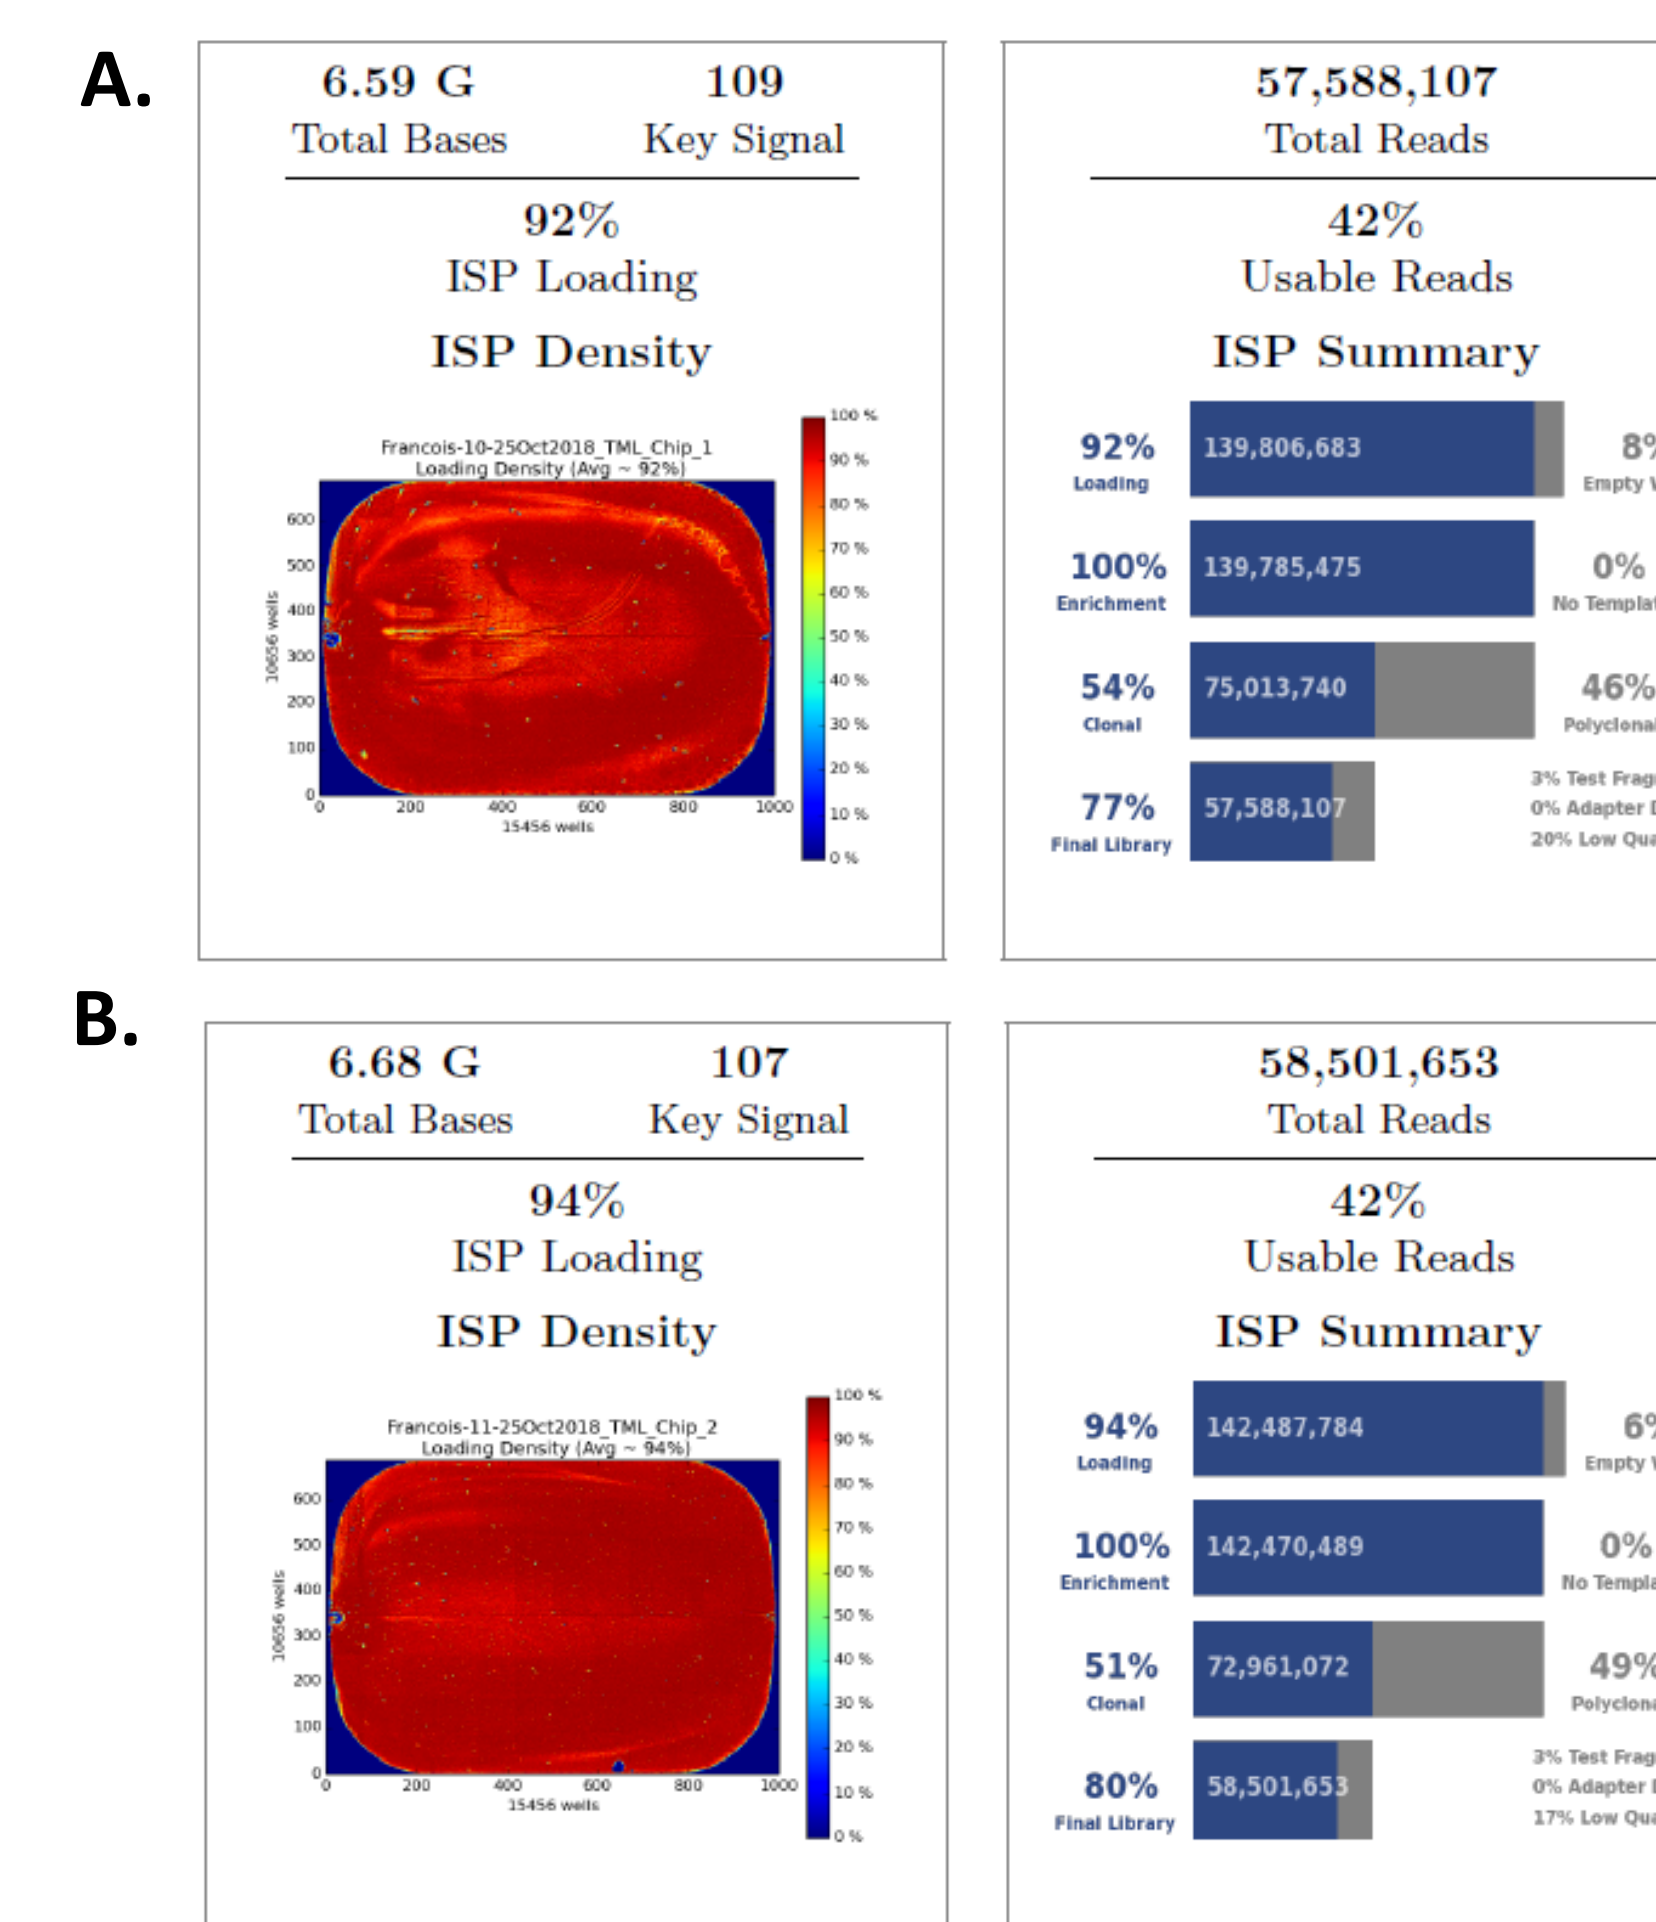 A.
6.59 G 109
Total Bases Key Signal
92%
ISP Loading
ISP Density
Francois-10-25Oct2018_TML_Chip_1
Loading Density (Avg ~ 92%)
100 %
90 %
80 %
70 %
60 %
50 %
40 %
30 %
20 %
10 %
0 %
600
500
400
300
200
100
0
10656 wells
0 200 400 600 800 1000
15456 wells
57,588,107
Total Reads
42%
Usable Reads
ISP Summary
92% 139,806,683 8%
Loading Empty
100% 139,785,475 0%
Enrichment No
54% 75,013,740 46%
Clonal
77% 57,588,107
Final Library
3% Test
0% Adapter
20% Low
B.
6.68 G 107
Total Bases Key Signal
94%
ISP Loading
ISP Density
Francois-11-25Oct2018_TML_Chip_2
Loading Density (Avg ~ 94%)
100 %
90 %
80 %
70 %
60 %
50 %
40 %
30 %
20 %
10 %
0 %
600
500
400
300
200
100
0
10656 wells
0 200 400 600 800 1000
15456 wells
58,501,653
Total Reads
42%
Usable Reads
ISP Summary
94% 142,487,784 6%
Loading Empty
100% 142,470,489 0%
Enrichment No
51% 72,961,072 49%
Clonal
80% 58,501,653
Final Library
3% Test
0% Adapter
17% Low